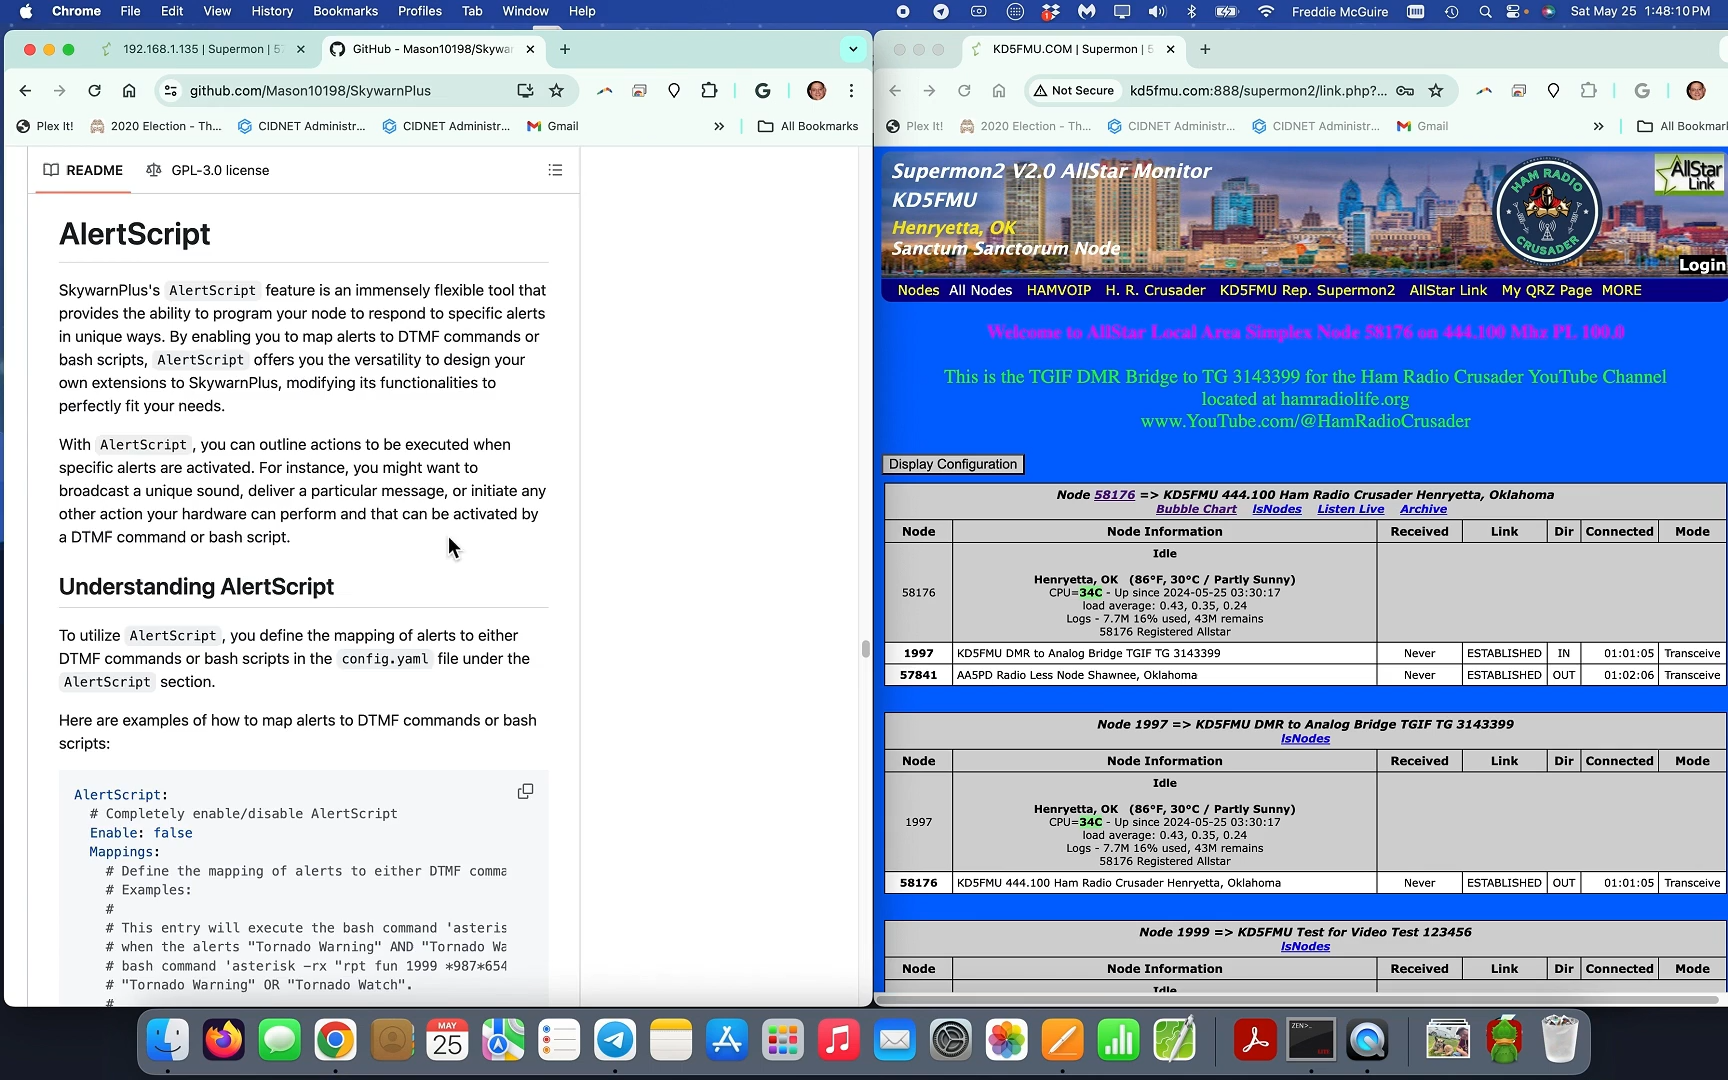 Chrome File Edit View History Bookmarks Profiles Tab Window Help
1
Freddie McGuire
Sat May 25 1:48:10 PM
192.168.1.135 | Supermon | 5
GitHub - Mason10198/Skywar
github.com/Mason10198/SkywarnPlus
Plex It!
2020 Election - Th...
CIDNET Administr...
CIDNET Administr...
Gmail
»
All Bookmarks
README
GPL-3.0 license
AlertScript
SkywarnPlus's AlertScript feature is an immensely flexible tool that
provides the ability to program your node to respond to specific alerts
in unique ways. By enabling you to map alerts to DTMF commands or
bash scripts, AlertScript offers you the versatility to design your
own extensions to SkywarnPlus, modifying its functionalities to
perfectly fit your needs.
With AlertScript, you can outline actions to be executed when
specific alerts are activated. For instance, you might want to
broadcast a unique sound, deliver a particular message, or initiate any
other action your hardware can perform and that can be activated by
a DTMF command or bash script.
Understanding AlertScript
To utilize AlertScript, you define the mapping of alerts to either
DTMF commands or bash scripts in the config.yaml file under the
AlertScript section.
Here are examples of how to map alerts to DTMF commands or bash
scripts:
AlertScript:
# Completely enable/disable AlertScript
Enable: false
Mappings:
# Define the mapping of alerts to either DTMF comma
# Examples:
#
# This entry will execute the bash command 'asteris
# when the alerts "Tornado Warning" AND "Tornado Wa
# bash command 'asterisk -rx "rpt fun 1999 *987*654
# "Tornado Warning" OR "Tornado Watch".
#
KD5FMU.COM | Supermon | 5
Not Secure
kd5fmu.com:888/supermon2/link.php?...
Plex It!
2020 Election - Th...
CIDNET Administr...
CIDNET Administr...
Gmail
»
All Bookmar
Supermon2 V2.0 AllStar Monitor
KD5FMU
Henryetta, OK
Sanctum Sanctorum Node
HAM RADIO
CRUSADER
AllStar
Link
Login
Nodes All Nodes HAMVOIP H. R. Crusader KD5FMU Rep. Supermon2 AllStar Link My QRZ Page MORE
Welcome to AllStar Local Area Simplex Node 58176 on 444.100 Mhz PL 100.0
This is the TGIF DMR Bridge to TG 3143399 for the Ham Radio Crusader YouTube Channel
located at hamradiolife.org
www.YouTube.com/@HamRadioCrusader
Display Configuration
Node 58176 => KD5FMU 444.100 Ham Radio Crusader Henryetta, Oklahoma
Bubble Chart lsNodes Listen Live Archive
Node Node Information Received Link Dir Connected Mode
Idle
58176
Henryetta, OK (86°F, 30°C / Partly Sunny)
CPU=34C - Up since 2024-05-25 03:30:17
load average: 0.43, 0.35, 0.24
Logs - 7.7M 16% used, 43M remains
58176 Registered Allstar
1997 KD5FMU DMR to Analog Bridge TGIF TG 3143399 Never ESTABLISHED IN 01:01:05 Transceive
57841 AA5PD Radio Less Node Shawnee, Oklahoma Never ESTABLISHED OUT 01:02:06 Transceive
Node 1997 => KD5FMU DMR to Analog Bridge TGIF TG 3143399
lsNodes
Node Node Information Received Link Dir Connected Mode
Idle
1997
Henryetta, OK (86°F, 30°C / Partly Sunny)
CPU=34C - Up since 2024-05-25 03:30:17
load average: 0.43, 0.35, 0.24
Logs - 7.7M 16% used, 43M remains
58176 Registered Allstar
58176 KD5FMU 444.100 Ham Radio Crusader Henryetta, Oklahoma Never ESTABLISHED OUT 01:01:05 Transceive
Node 1999 => KD5FMU Test for Video Test 123456
lsNodes
Node Node Information Received Link Dir Connected Mode
Idle
MAY
25
ZEN>_